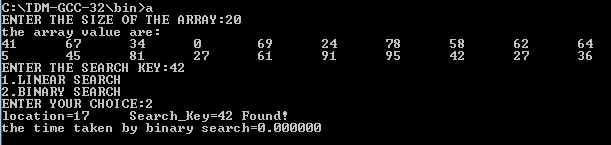 C:\TDM-GCC-32\bin>a
ENTER THE SIZE OF THE ARRAY:20
the array value are:
41 67 34 0 69 24 78 58 62 64
5 45 81 27 61 91 95 42 27 36
ENTER THE SEARCH KEY:42
1.LINEAR SEARCH
2.BINARY SEARCH
ENTER YOUR CHOICE:2
location=17 Search_Key=42 Found!
the time taken by binary search=0.000000